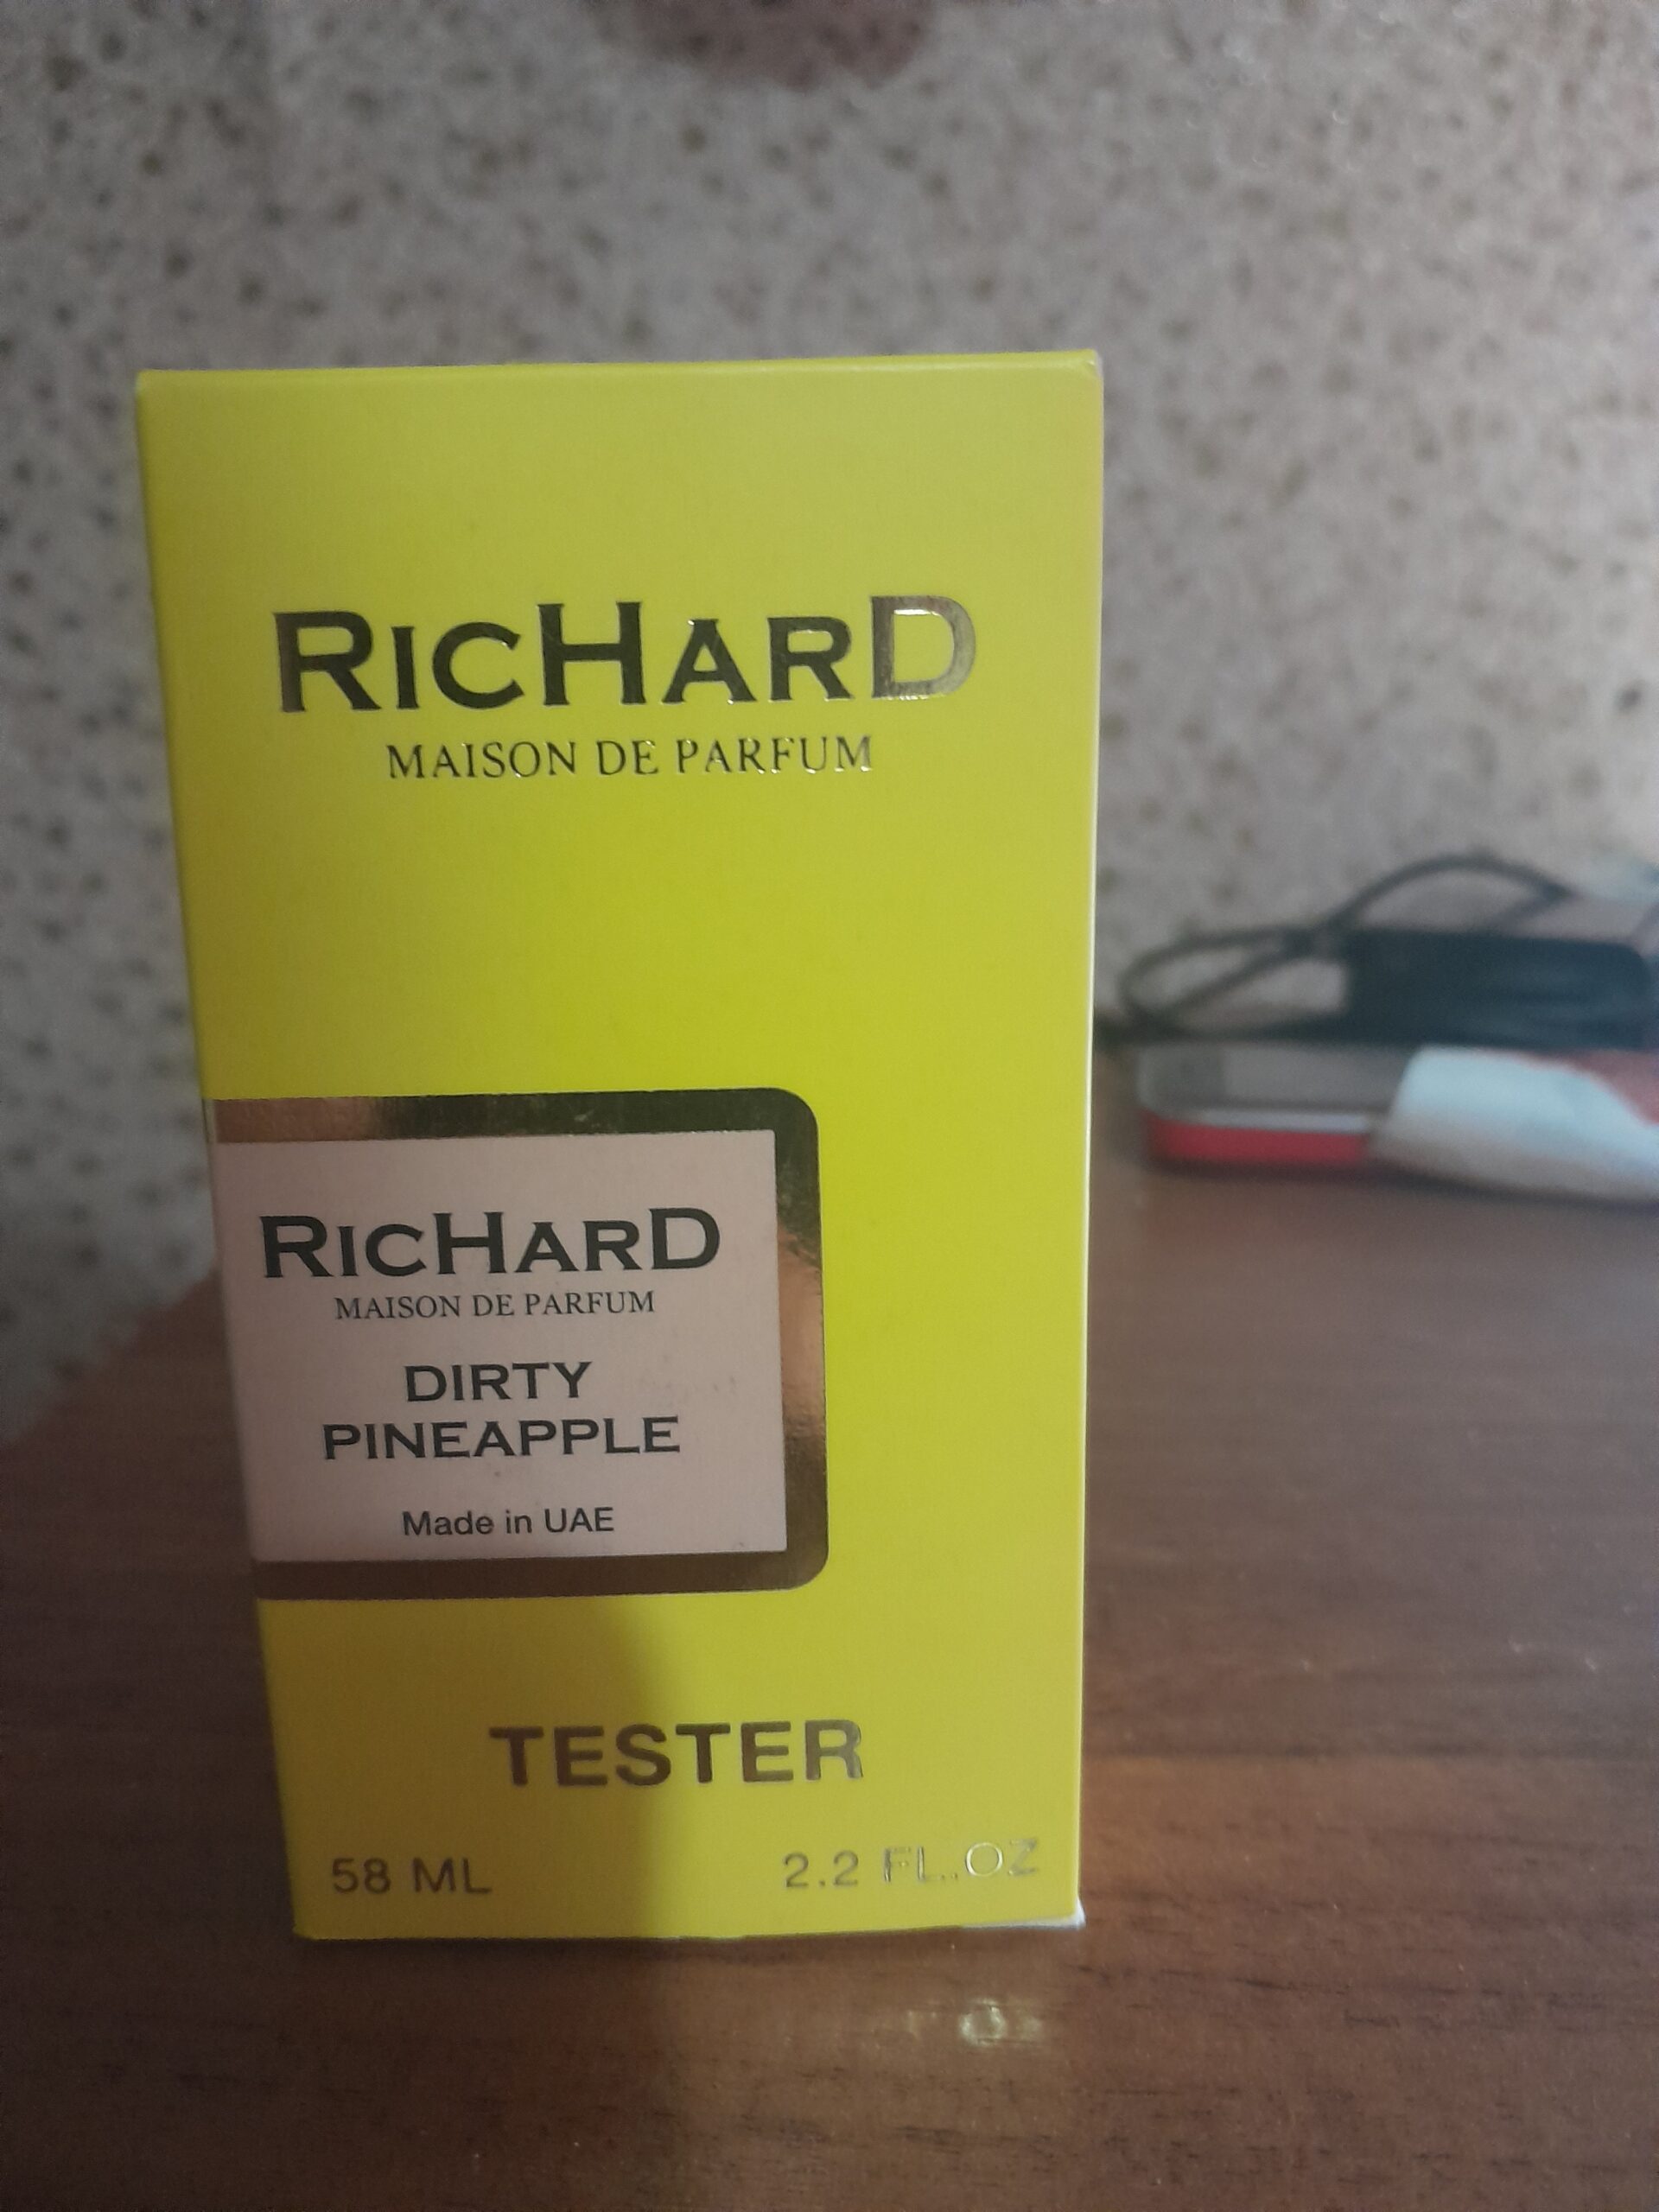 RicHarD
MAISON DE PARFUM
RicHarD
MAISON DE PARFUM
DIRTY
PINEAPPLE
Made in UAE
TESTER
58 ML 2.2 FL.OZ